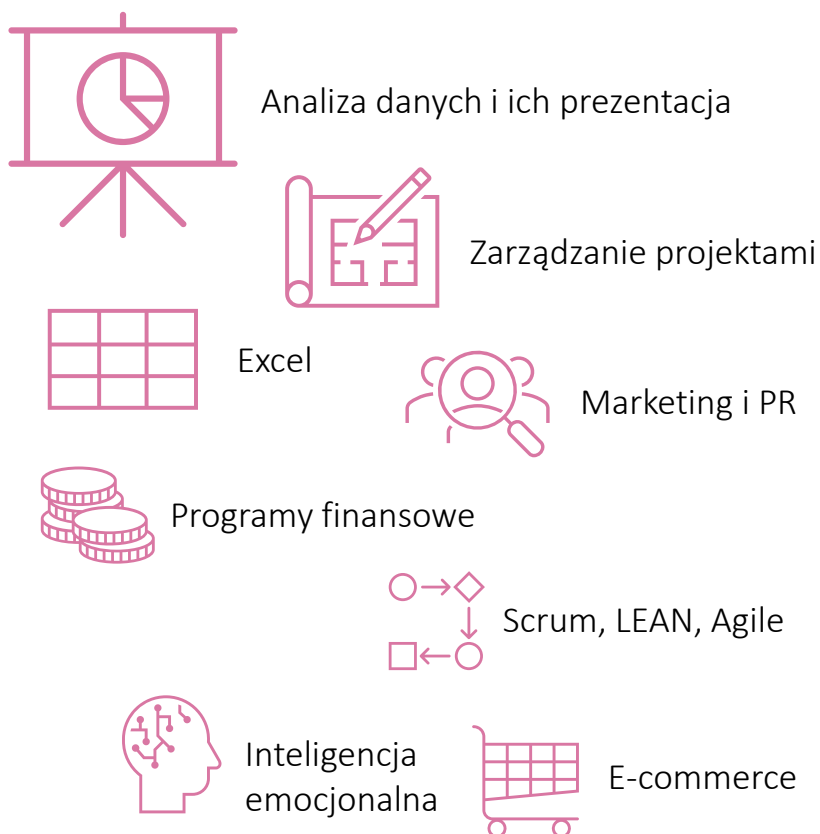 Analiza danych i ich prezentacja
Zarządzanie projektami
Excel
Marketing i PR
Programy finansowe
Scrum, LEAN, Agile
Inteligencja
emocjonalna
E-commerce